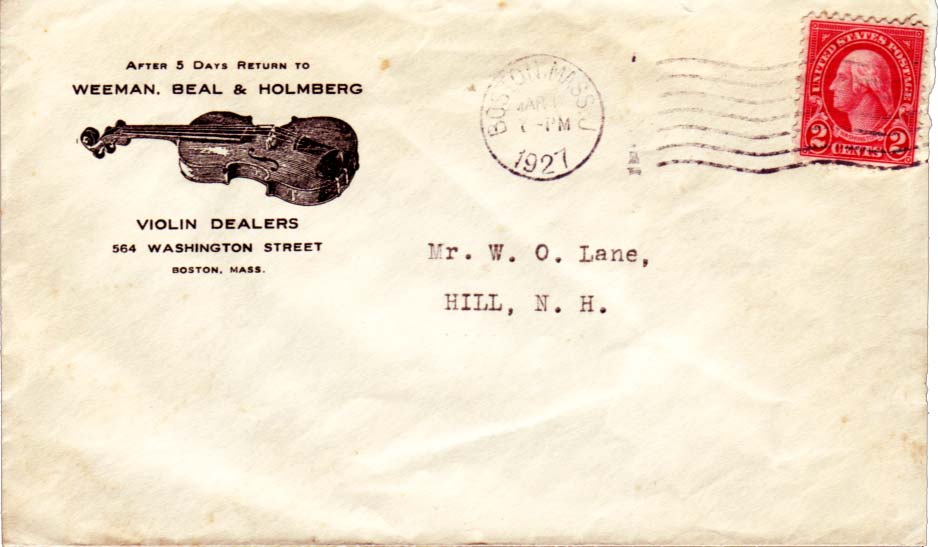 AFTER 5 DAYS RETURN TO
WEEMAN, BEAL & HOLMBERG
VIOLIN DEALERS
564 WASHINGTON STREET
BOSTON, MASS.
BOSTON, MASS
MAR
PM
1927
UNITED STATES POSTAGE
2 CENTS 2
Mr. W. O. Lane,
HILL, N. H.